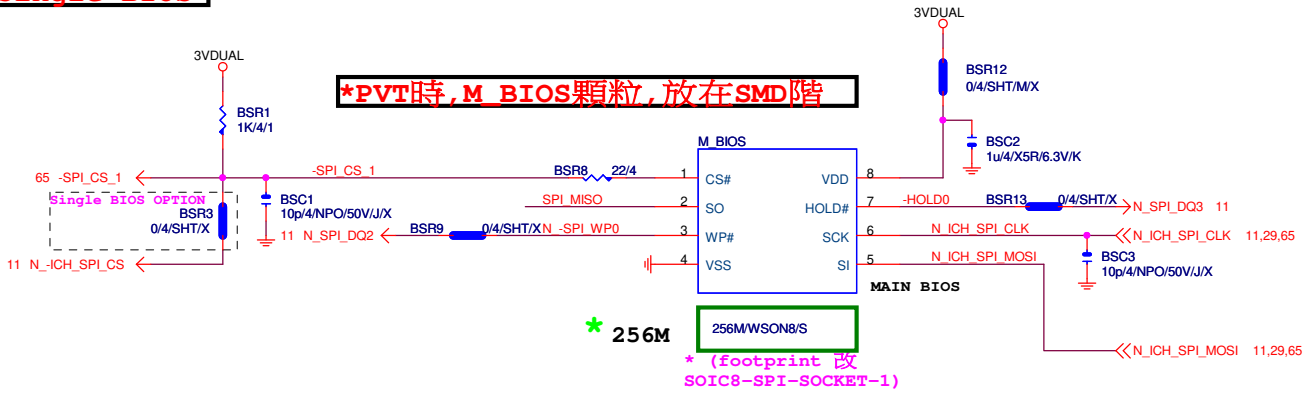 Single BIOS
3VDUAL
3VDUAL
BSR12
0/4/SHT/M/X
*PVT時,M_BIOS顆粒,放在SMD階
BSR1
1K/4/1
BSC2
1u/4/X5R/6.3V/K
M_BIOS
65 -SPI_CS_1
-SPI_CS_1
BSR8 22/4
1 CS#
VDD 8
Single BIOS OPTION
BSR3
0/4/SHT/X
BSC1
10p/4/NPO/50V/J/X
SPI_MISO
2 SO
HOLD# 7
-HOLD0
BSR13 0/4/SHT/X
N_SPI_DQ3 11
11 N_SPI_DQ2
BSR9 0/4/SHT/X
N_-SPI_WP0
3 WP#
SCK 6
N_ICH_SPI_CLK
N_ICH_SPI_CLK 11,29,65
11 N_-ICH_SPI_CS
4 VSS
SI 5
N_ICH_SPI_MOSI
BSC3
10p/4/NPO/50V/J/X
MAIN BIOS
* 256M
256M/WSON8/S
N_ICH_SPI_MOSI 11,29,65
* (footprint 改
SOIC8-SPI-SOCKET-1)